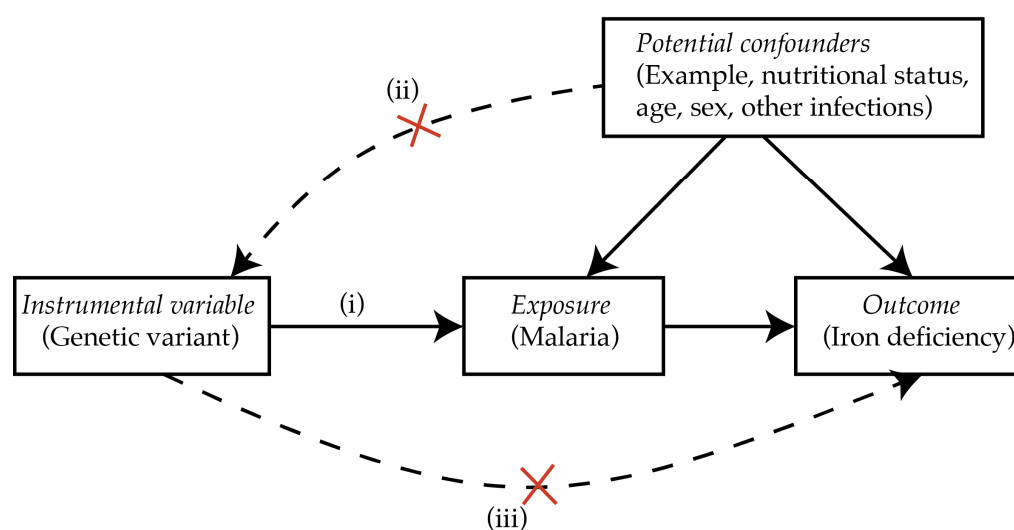 Potential confounders
(Example, nutritional status,
age, sex, other infections)
(ii)
Instrumental variable
(Genetic variant)
(i)
Exposure
(Malaria)
Outcome
(Iron deficiency)
(iii)